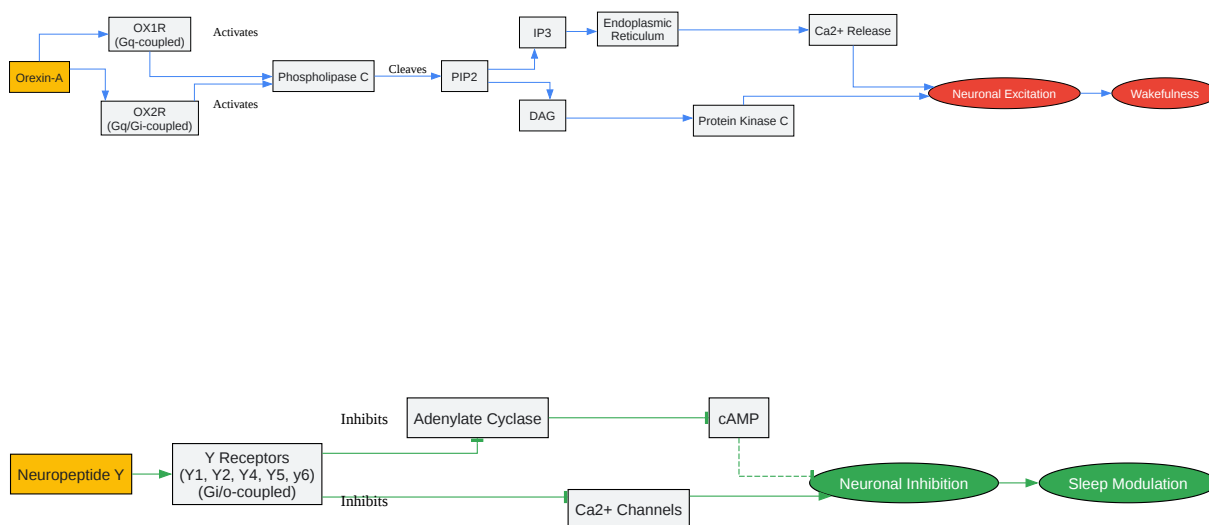 OX1R
(Gq-coupled)
Activates
Orexin-A
OX2R
(Gq/Gi-coupled)
Activates
Phospholipase C
Cleaves
PIP2
IP3
Endoplasmic
Reticulum
Ca2+ Release
DAG
Protein Kinase C
Neuronal Excitation
Wakefulness
Neuropeptide Y
Y Receptors
(Y1, Y2, Y4, Y5, y6)
(Gi/o-coupled)
Inhibits
Adenylate Cyclase
cAMP
Inhibits
Ca2+ Channels
Neuronal Inhibition
Sleep Modulation